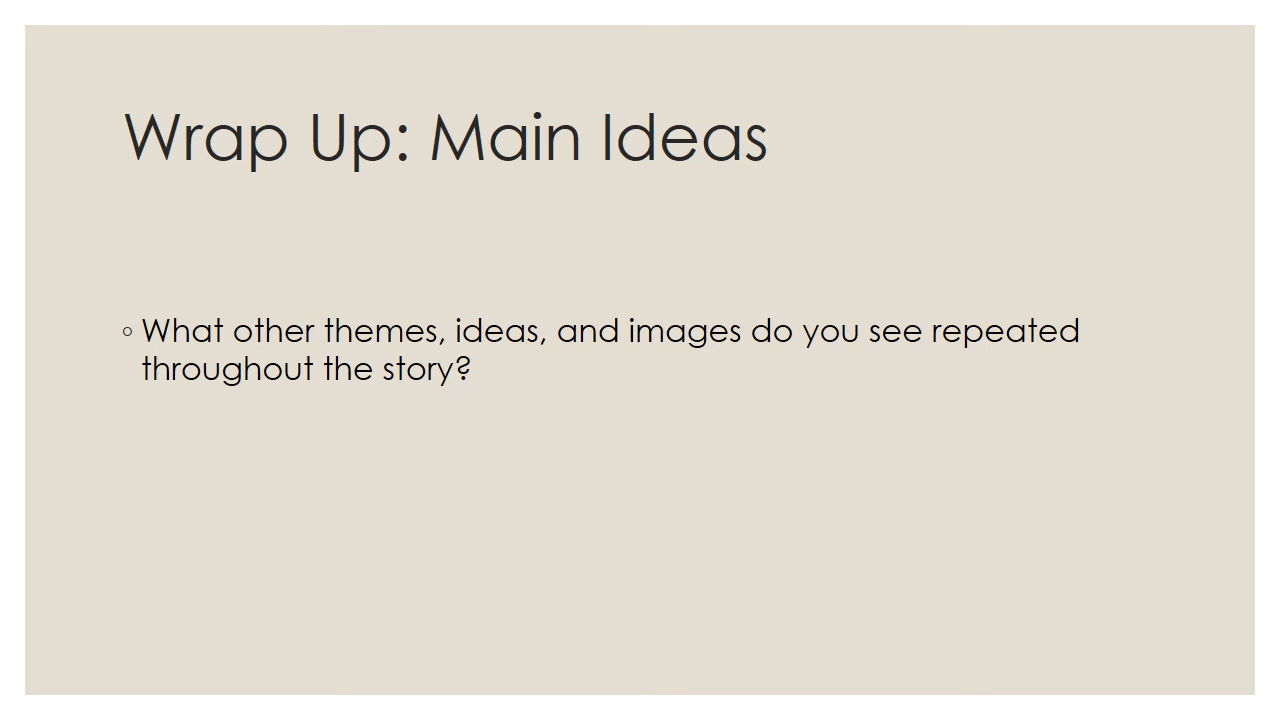 Wrap Up: Main Ideas
◦ What other themes, ideas, and images do you see repeated
throughout the story?